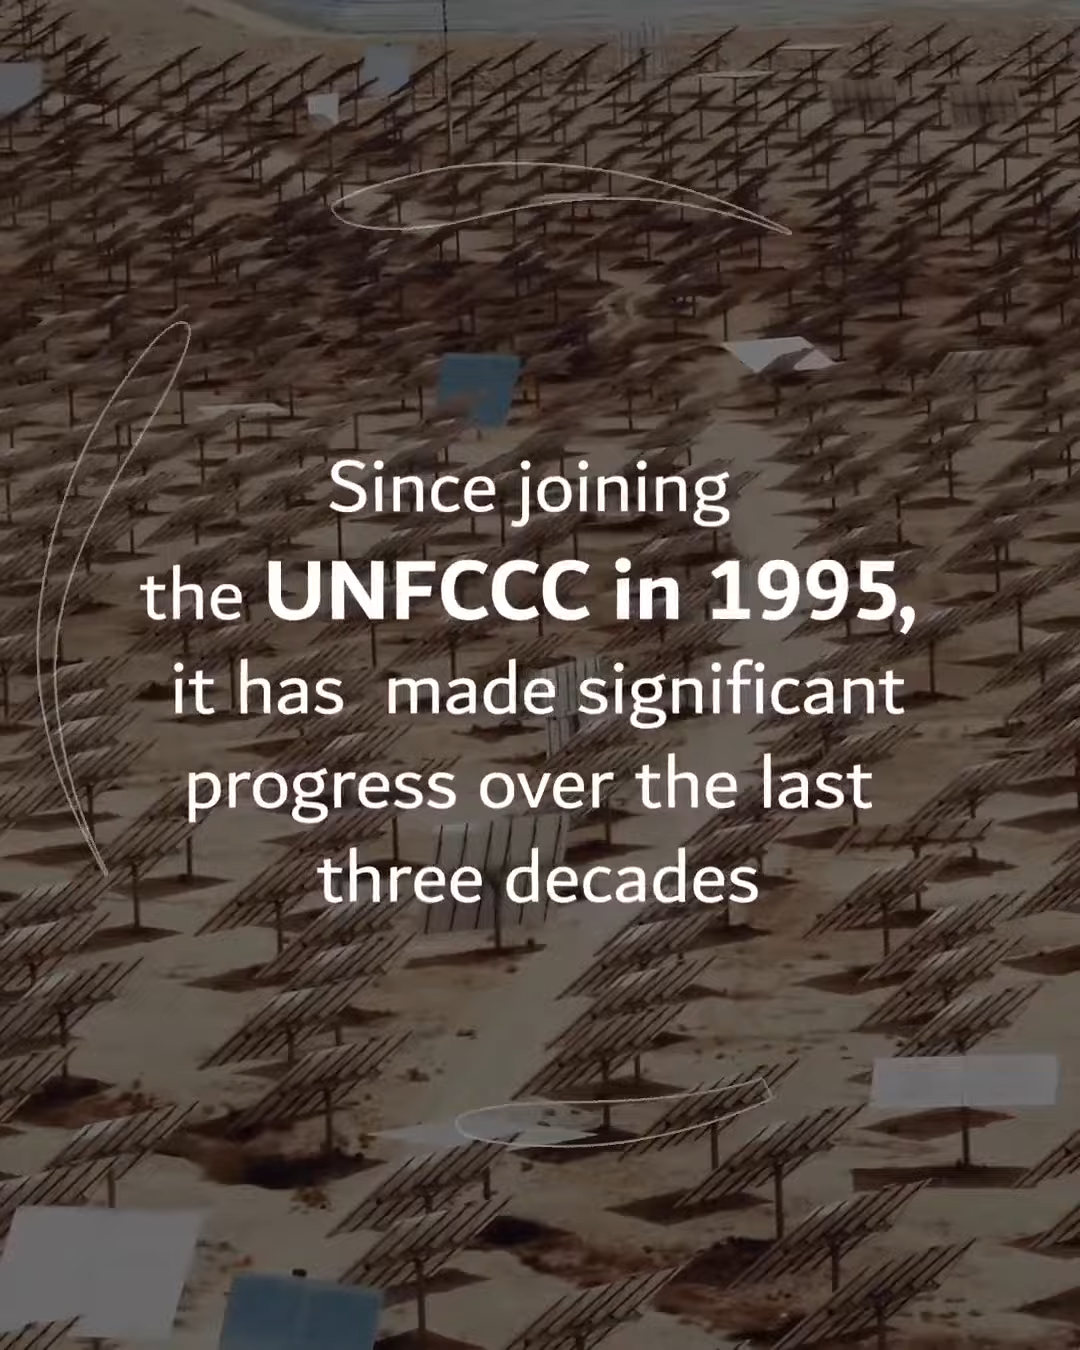 Since joining
the UNFCCC in 1995,
it has  made significant
progress over the last
three decades